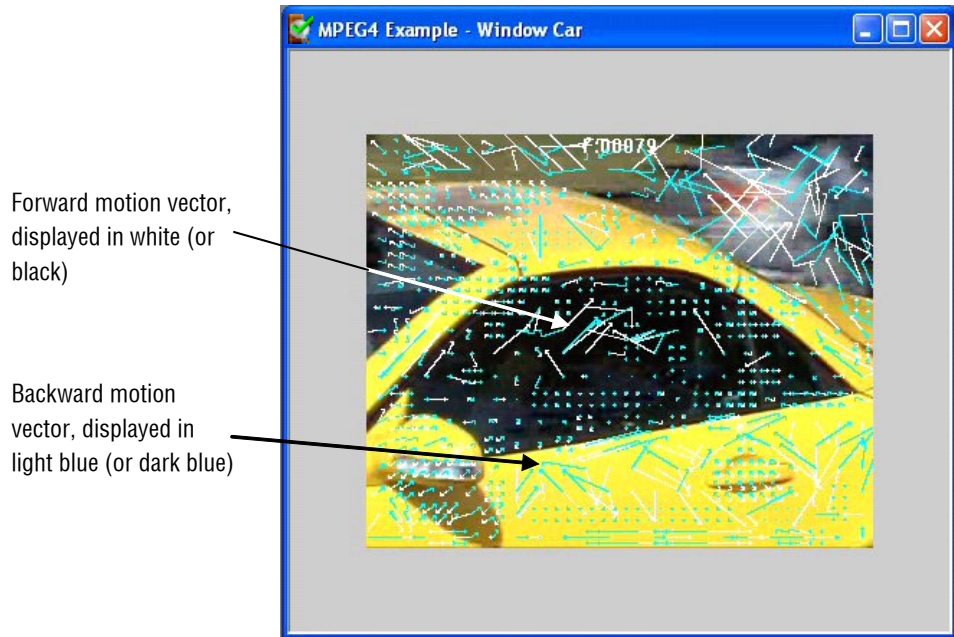 MPEG4 Example - Window Car
F:00079
Forward motion vector,
displayed in white (or
black)
Backward motion
vector, displayed in
light blue (or dark blue)